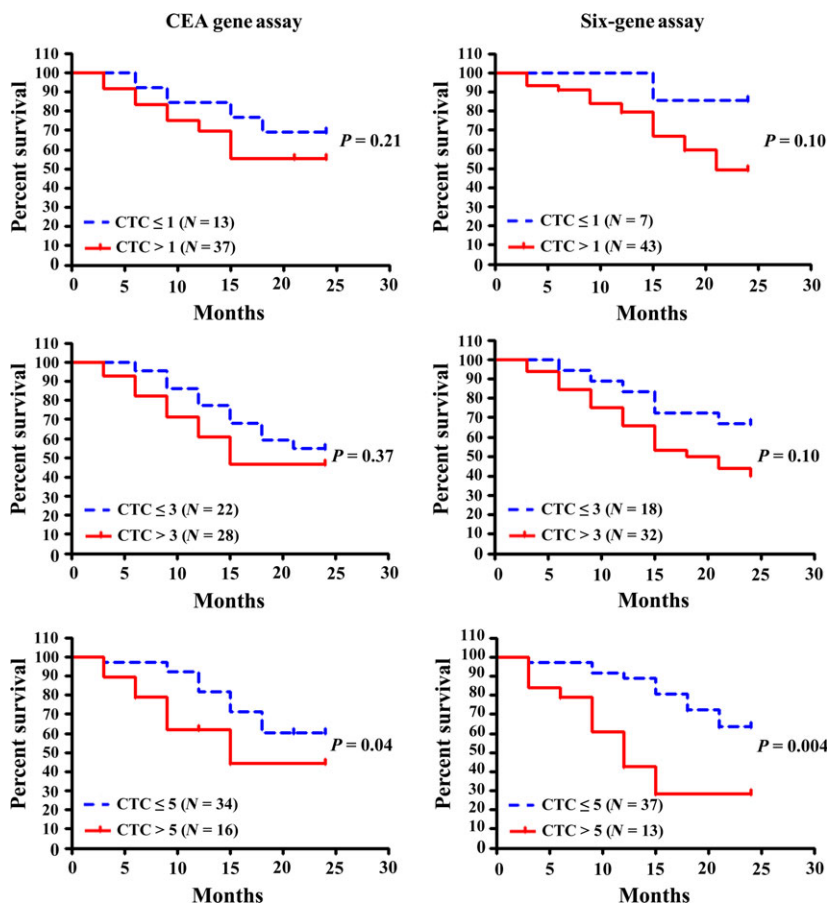 CEA gene assay
Percent survival
110
100
90
80
70
60
50
40
30
20
10
0
P = 0.21
CTC ≤ 1 (N = 13)
CTC > 1 (N = 37)
0 5 10 15 20 25 30
Months
Six-gene assay
Percent survival
110
100
90
80
70
60
50
40
30
20
10
0
P = 0.10
CTC ≤ 1 (N = 7)
CTC > 1 (N = 43)
0 5 10 15 20 25 30
Months
Percent survival
110
100
90
80
70
60
50
40
30
20
10
0
P = 0.37
CTC ≤ 3 (N = 22)
CTC > 3 (N = 28)
0 5 10 15 20 25 30
Months
Percent survival
110
100
90
80
70
60
50
40
30
20
10
0
P = 0.10
CTC ≤ 3 (N = 18)
CTC > 3 (N = 32)
0 5 10 15 20 25 30
Months
Percent survival
110
100
90
80
70
60
50
40
30
20
10
0
P = 0.04
CTC ≤ 5 (N = 34)
CTC > 5 (N = 16)
0 5 10 15 20 25 30
Months
Percent survival
110
100
90
80
70
60
50
40
30
20
10
0
P = 0.004
CTC ≤ 5 (N = 37)
CTC > 5 (N = 13)
0 5 10 15 20 25 30
Months